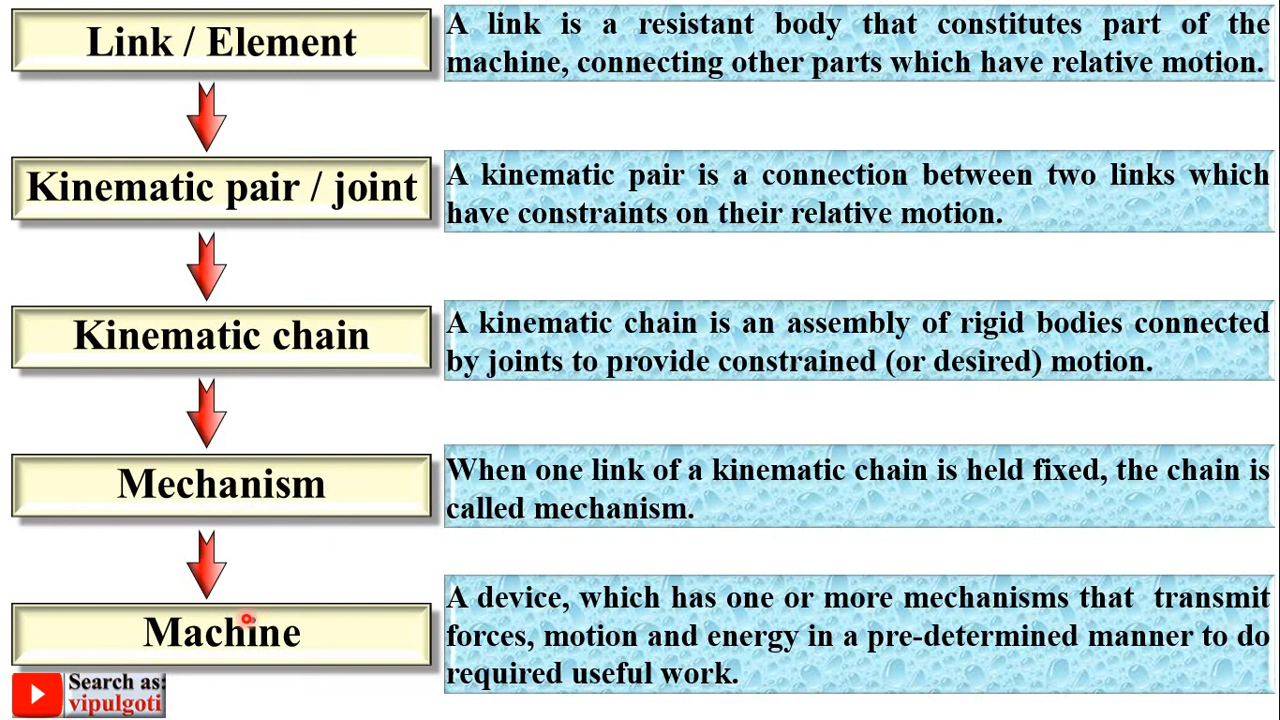 Link / Element
A link is a resistant body that constitutes part of the
machine, connecting other parts which have relative motion.
Kinematic pair / joint
A kinematic pair is a connection between two links which
have constraints on their relative motion.
Kinematic chain
A kinematic chain is an assembly of rigid bodies connected
by joints to provide constrained (or desired) motion.
Mechanism
When one link of a kinematic chain is held fixed, the chain is
called mechanism.
Machine
A device, which has one or more mechanisms that transmit
forces, motion and energy in a pre-determined manner to do
required useful work.
Search as:
vipulgoti